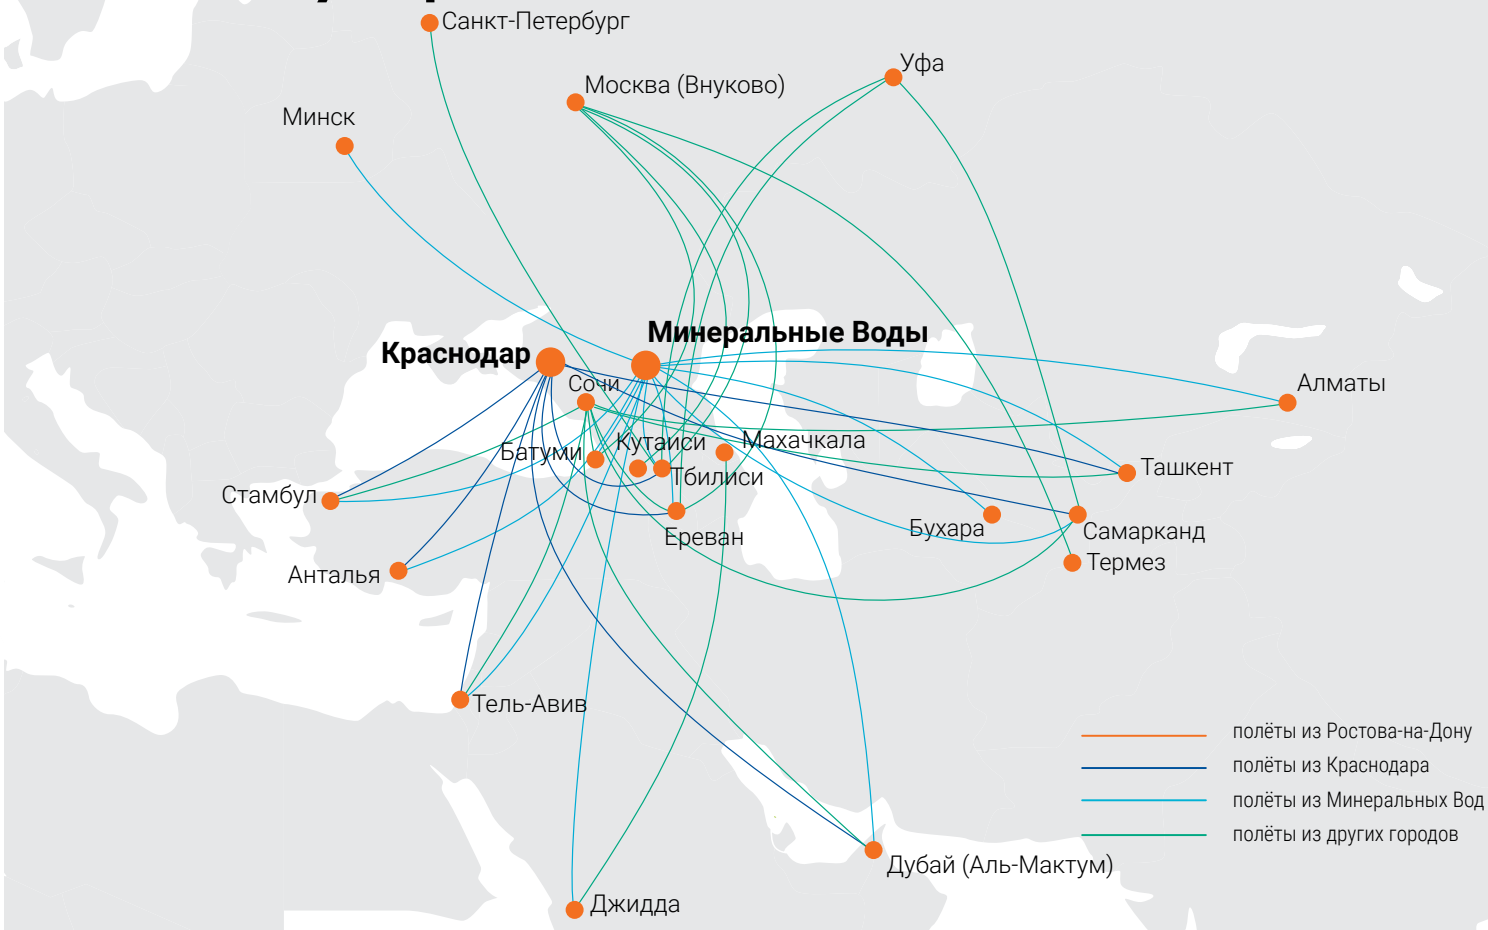 Санкт-Петербург
Уфа
Москва (Внуково)
Минск
Минеральные Воды
Краснодар
Сочи
Алматы
Батуми
Кутаиси
Махачкала
Тбилиси
Ташкент
Стамбул
Ереван
Бухара
Самарканд
Термез
Анталья
Тель-Авив
полёты из Ростова-на-Дону
полёты из Краснодара
полёты из Минеральных Вод
полёты из других городов
Дубай (Аль-Мактум)
Джидда